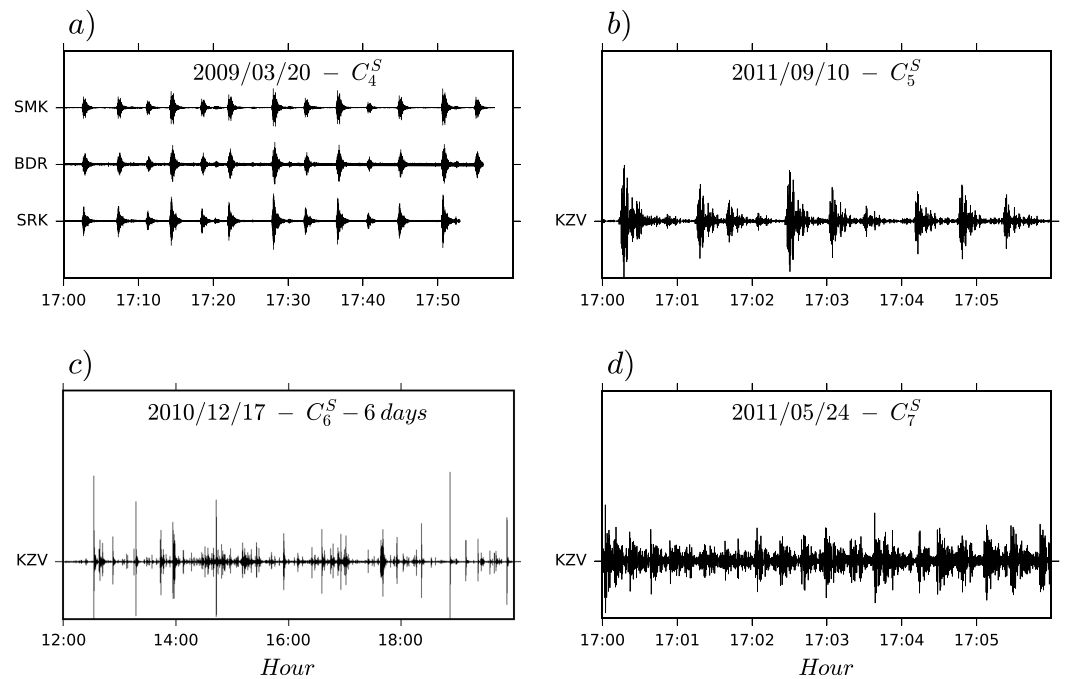 a)
2009/03/20 − C₄ˢ
SMK
BDR
SRK
17:00 17:10 17:20 17:30 17:40 17:50
b)
2011/09/10 − C₅ˢ
KZV
17:00 17:01 17:02 17:03 17:04 17:05
c)
2010/12/17 − C₆ˢ − 6 days
KZV
12:00 14:00 16:00 18:00
Hour
d)
2011/05/24 − C₇ˢ
KZV
17:00 17:01 17:02 17:03 17:04 17:05
Hour